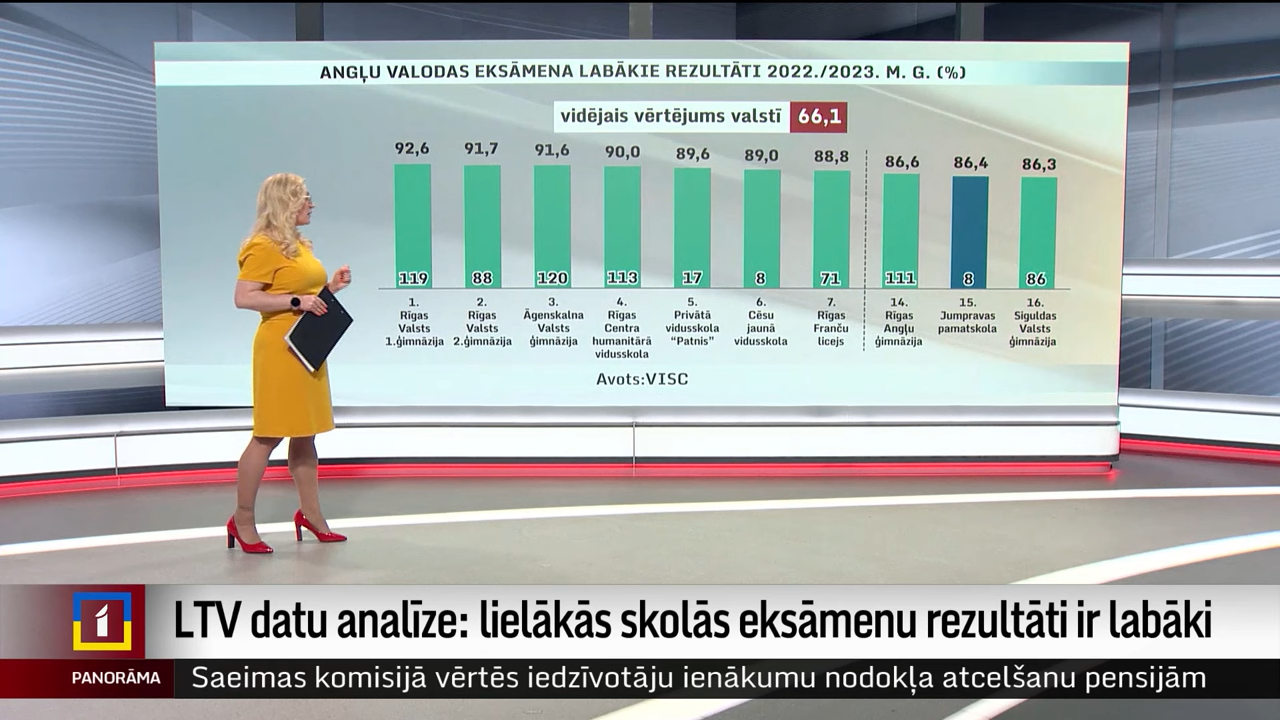 ANGĻU VALODAS EKSĀMENA LABĀKIE REZULTĀTI 2022./2023. M. G. (%)
vidējais vērtējums valstī 66,1
92,6 91,7 91,6 90,0 89,6 89,0 88,8 86,6 86,4 86,3
119 88 120 113 17 8 71 111 8 86
1.
Rīgas
Valsts
1.ģimnāzija
2.
Rīgas
Valsts
2.ģimnāzija
3.
Āgenskalna
Valsts
ģimnāzija
4.
Rīgas
Centra
humanitārā
vidusskola
5.
Privātā
vidusskola
“Patnis”
6.
Cēsu
jaunā
vidusskola
7.
Rīgas
Franču
licejs
14.
Rīgas
Angļu
ģimnāzija
15.
Jumpravas
pamatskola
16.
Siguldas
Valsts
ģimnāzija
Avots:VISC
1
LTV datu analīze: lielākās skolās eksāmenu rezultāti ir labāki
PANORĀMA
Saeimas komisijā vērtēs iedzīvotāju ienākumu nodokļa atcelšanu pensijām